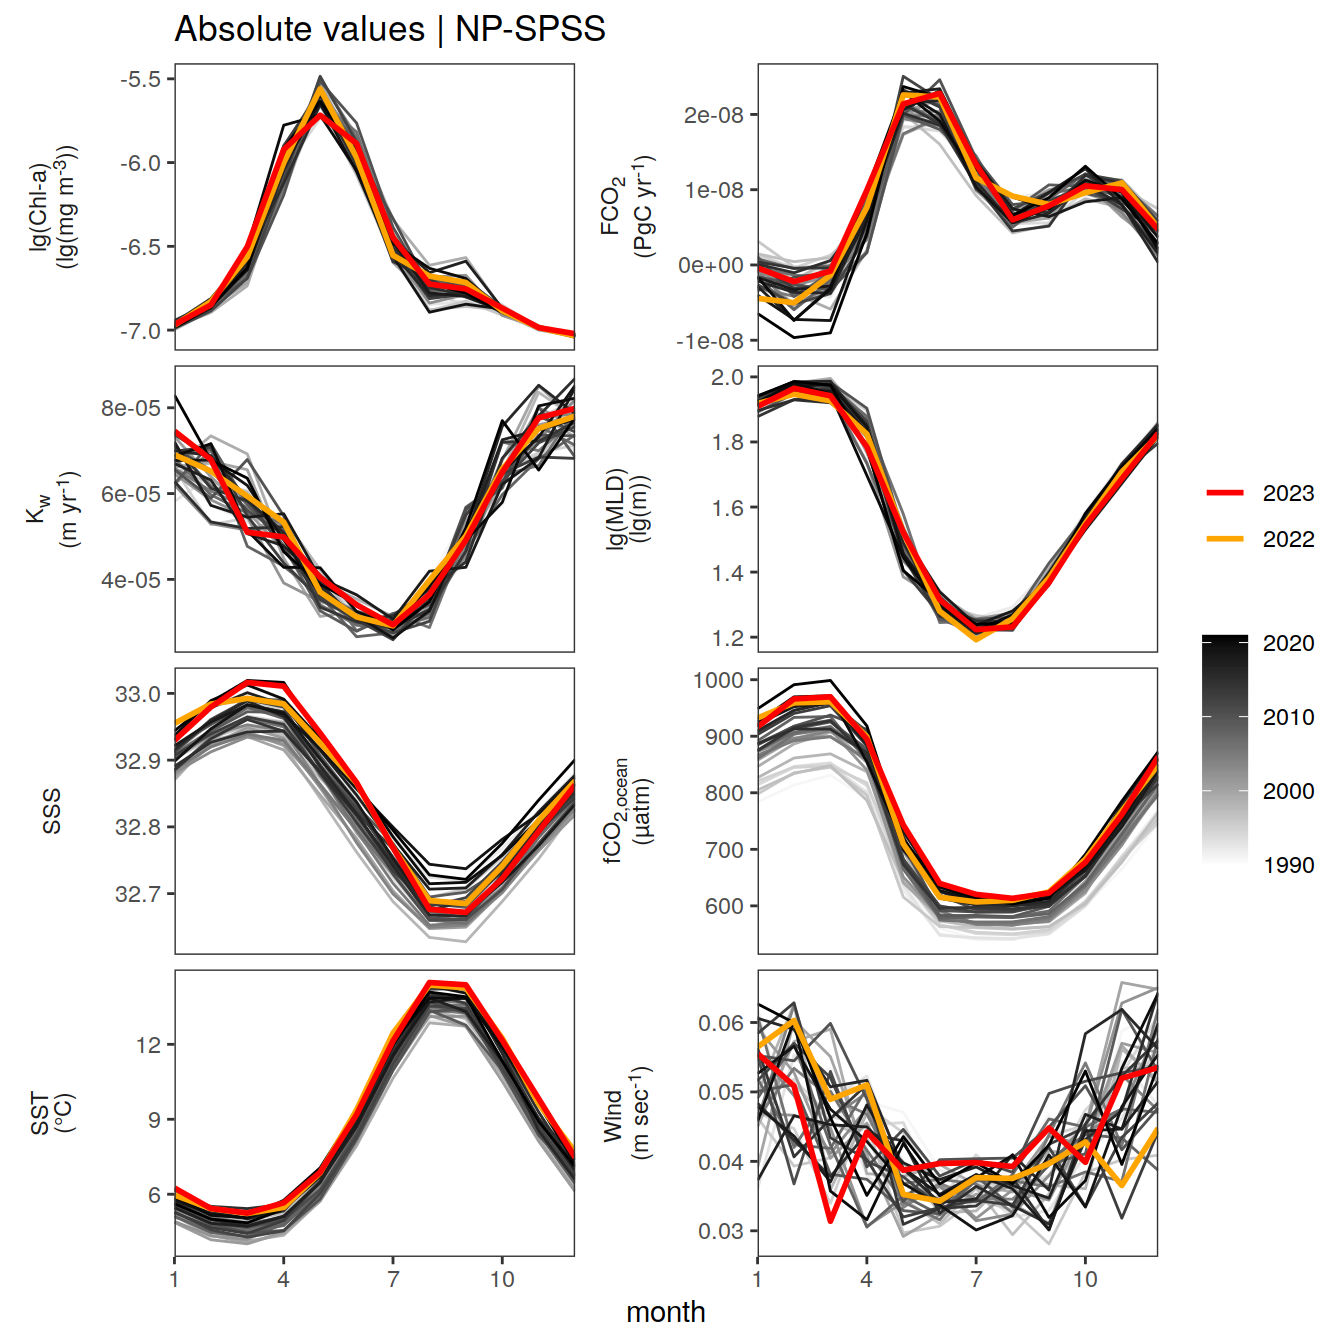 Absolute values | NP-SPSS
lg(Chl-a)
(lg(mg m⁻³))
-5.5
-6.0
-6.5
-7.0
FCO₂
(PgC yr⁻¹)
2e-08
1e-08
0e+00
-1e-08
K_w
(m yr⁻¹)
8e-05
6e-05
4e-05
lg(MLD)
(lg(m))
2.0
1.8
1.6
1.4
1.2
SSS
33.0
32.9
32.8
32.7
fCO₂,ocean
(µatm)
1000
900
800
700
600
SST
(°C)
12
9
6
Wind
(m sec⁻¹)
0.06
0.05
0.04
0.03
1 4 7 10
1 4 7 10
month
2023
2022
2020
2010
2000
1990